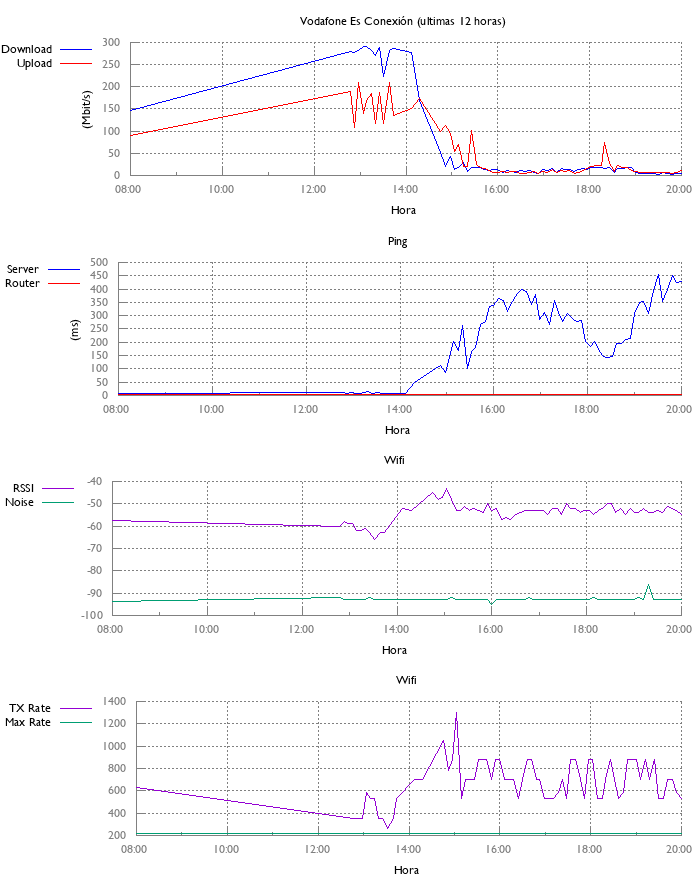 Vodafone Es Conexión (ultimas 12 horas)
Download
Upload
(Mbit/s)
300
250
200
150
100
50
0
08:00 10:00 12:00 14:00 16:00 18:00 20:00
Hora
Ping
Server
Router
(ms)
500
450
400
350
300
250
200
150
100
50
0
08:00 10:00 12:00 14:00 16:00 18:00 20:00
Hora
Wifi
RSSI
Noise
-40
-50
-60
-70
-80
-90
-100
08:00 10:00 12:00 14:00 16:00 18:00 20:00
Hora
Wifi
TX Rate
Max Rate
1400
1200
1000
800
600
400
200
08:00 10:00 12:00 14:00 16:00 18:00 20:00
Hora